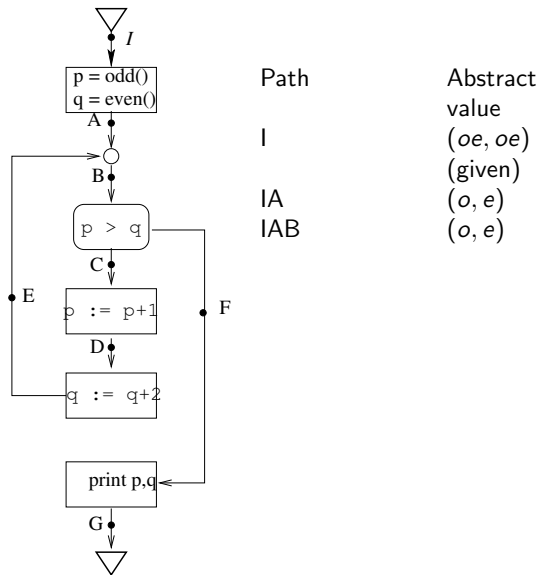 I
p = odd()
q = even()
A
B
p > q
C
E
F
p := p+1
D
q := q+2
print p,q
G
Path Abstract
value
I (oe, oe)
(given)
IA (o, e)
IAB (o, e)